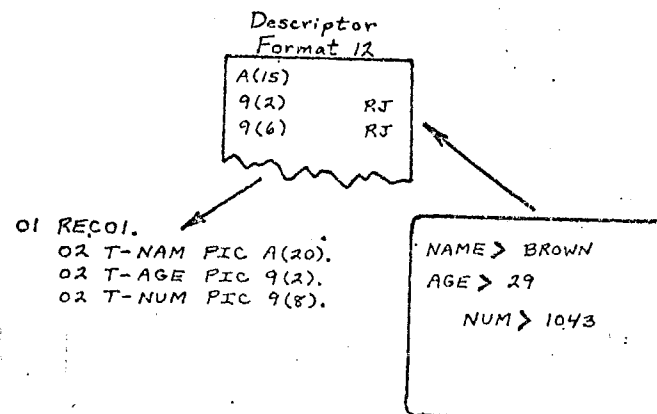 Descriptor
Format 12
A(15)
9(2) RJ
9(6) RJ
01 REC01.
02 T-NAM PIC A(20).
02 T-AGE PIC 9(2).
02 T-NUM PIC 9(8).
NAME > BROWN
AGE > 29
NUM > 1043